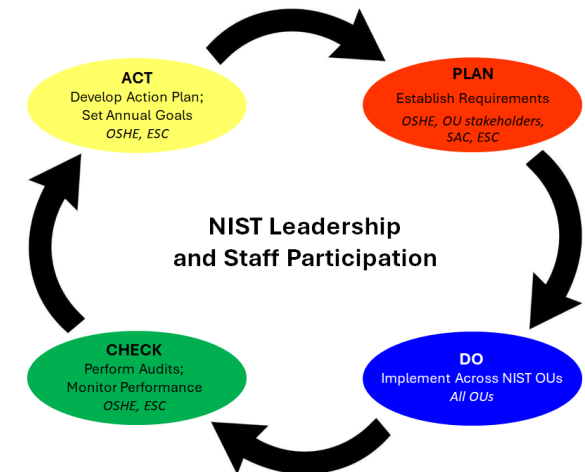 ACT
Develop Action Plan;
Set Annual Goals
OSHE, ESC
PLAN
Establish Requirements
OSHE, OU stakeholders,
SAC, ESC
NIST Leadership
and Staff Participation
CHECK
Perform Audits;
Monitor Performance
OSHE, ESC
DO
Implement Across NIST OUs
All OUs